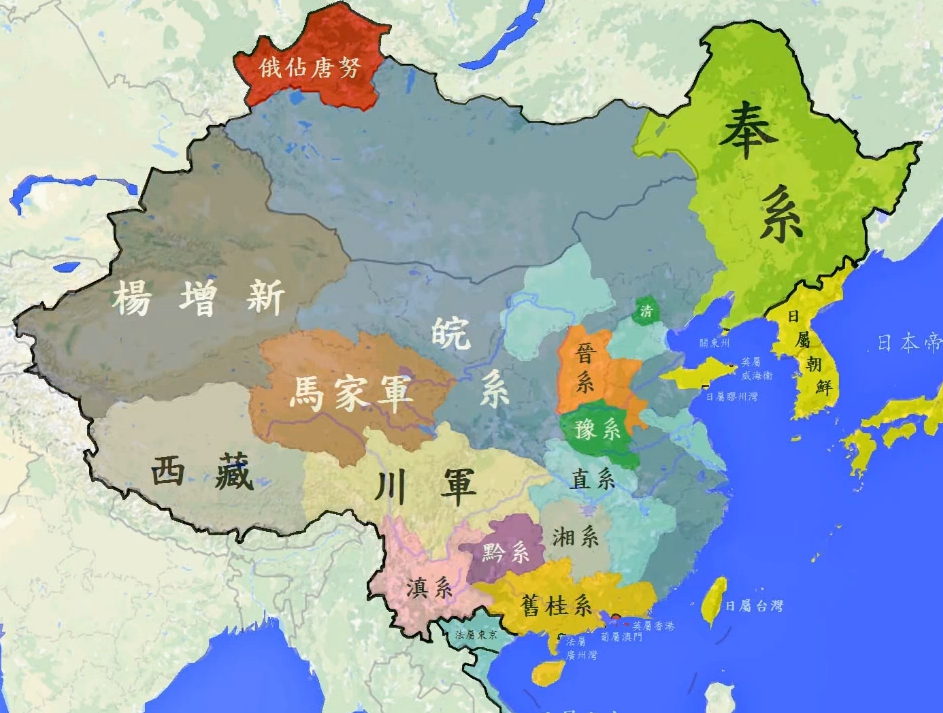 俄佔唐努
奉
系
楊增新
清
皖
系
晉
系
日
屬
朝
鮮
關東州
日本帝
英屬
威海衛
日屬膠州灣
馬家軍
豫系
西藏
川軍
直系
湘系
黔系
滇系
舊桂系
日屬台灣
英屬香港
葡屬澳門
法屬東京
法屬
廣州灣